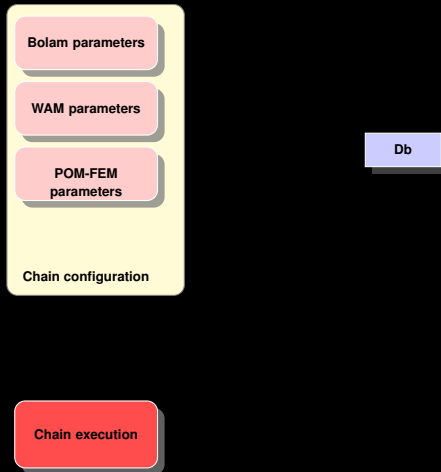 Bolam parameters
WAM parameters
Db
POM-FEM
parameters
Chain configuration
Chain execution